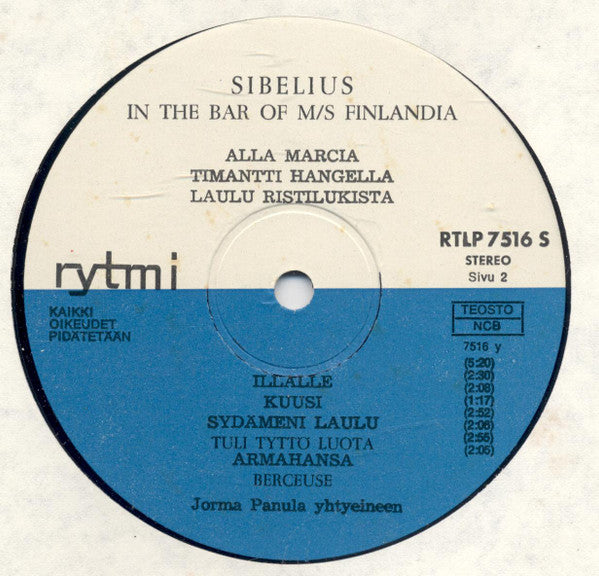 SIBELIUS
IN THE BAR OF M/S FINLANDIA
ALLA MARCIA
TIMANTTI HANGELLA
LAULU RISTILUKISTA
RTLP 7516 S
STEREO
Sivu 2
rytmi
KAIKKI
OIKEUDET
PIDÄTETÄÄN
TEOSTO
NCB
7516 y
(5:20)
(2:30)
(2:08)
(1:17)
(2:52)
(2:06)
(2:55)
(2:05)
ILLALLE
KUUSI
SYDÄMENI LAULU
TULI TYTTÖ LUOTA
ARMAHANSA
BERCEUSE
Jorma Panula yhtyeineen